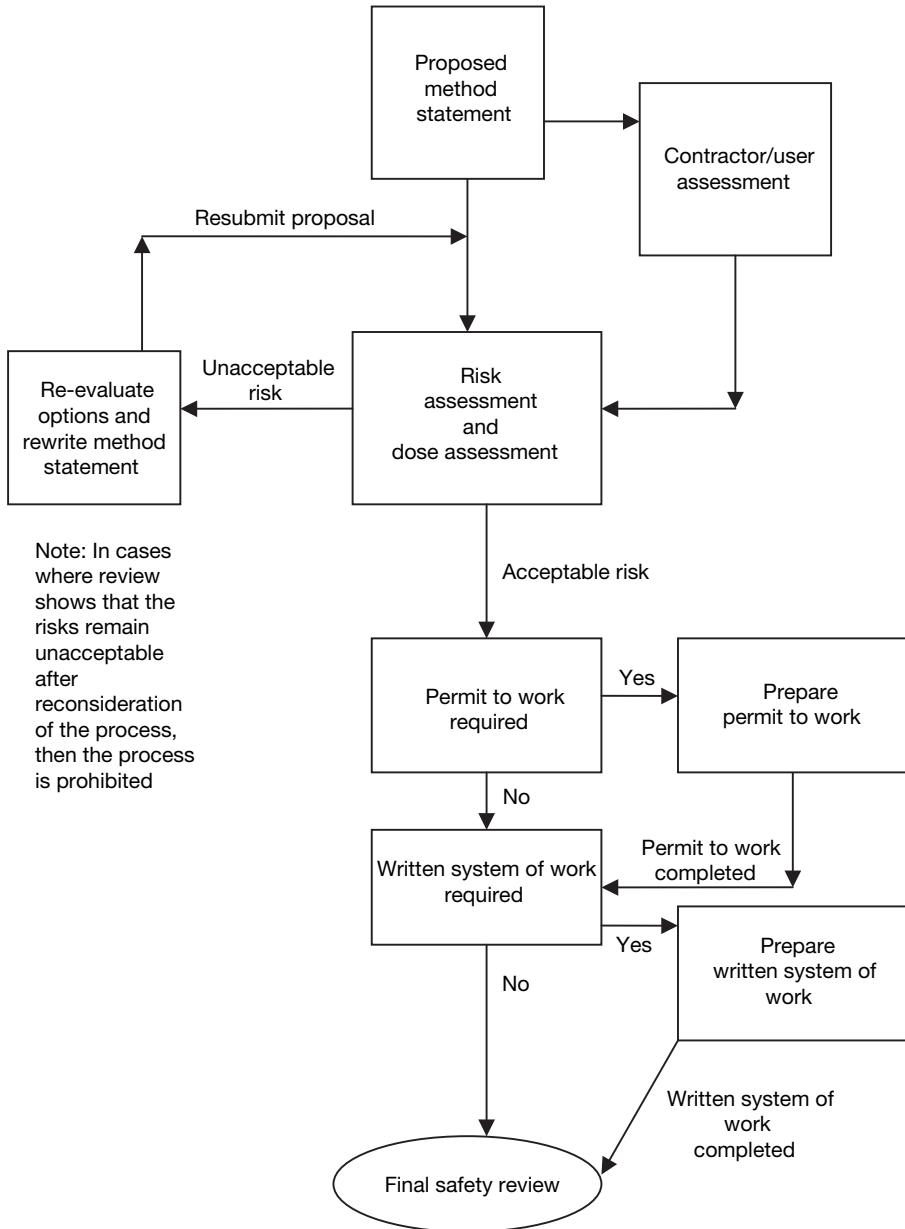 Proposed
method
statement
Contractor/user
assessment
Resubmit proposal
Unacceptable
risk
Re-evaluate
options and
rewrite method
statement
Risk
assessment
and
dose assessment
Note: In cases
where review
shows that the
risks remain
unacceptable
after
reconsideration
of the process,
then the process
is prohibited
Acceptable risk
Permit to work
required
Yes
Prepare
permit to work
No
Permit to work
completed
Written system of work
required
Yes
Prepare
written system of
work
No
Written system of
work
completed
Final safety review